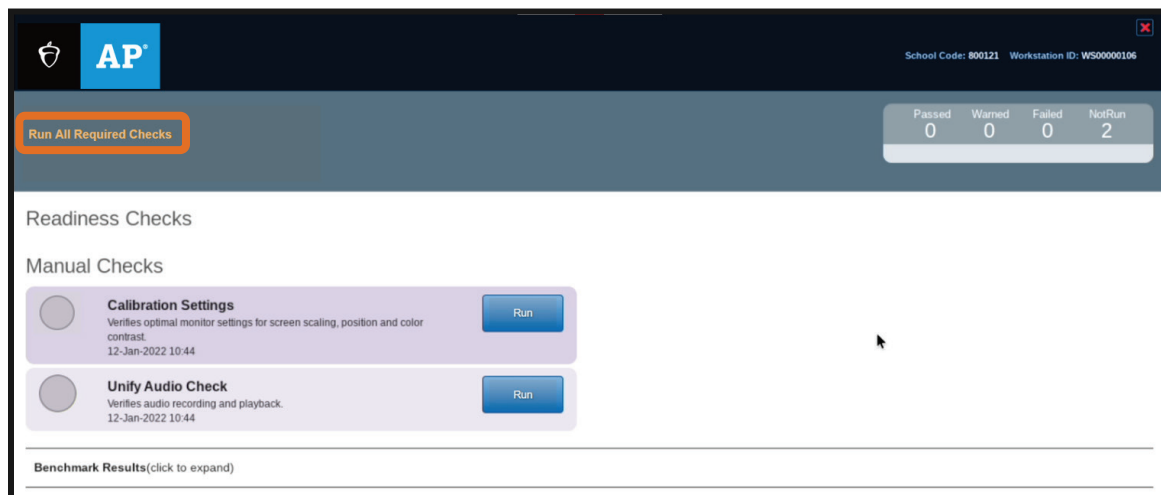 AP®
School Code: 800121 Workstation ID: WS00000106
Run All Required Checks
Passed Warned Failed NotRun
0 0 0 2
Readiness Checks
Manual Checks
Calibration Settings
Verifies optimal monitor settings for screen scaling, position and color
contrast.
12-Jan-2022 10:44
Run
Unify Audio Check
Verifies audio recording and playback.
12-Jan-2022 10:44
Run
Benchmark Results(click to expand)